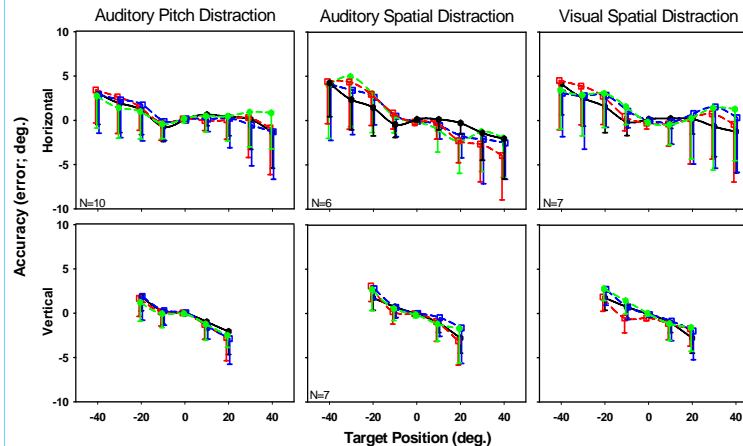 Auditory Pitch Distraction Auditory Spatial Distraction Visual Spatial Distraction
Accuracy (error; deg.)
Horizontal
10
5
0
-5
-10
N=10 N=6 N=7
Vertical
10
5
0
-5
-10
N=7
-40 -20 0 20 40 -40 -20 0 20 40 -40 -20 0 20 40
Target Position (deg.)